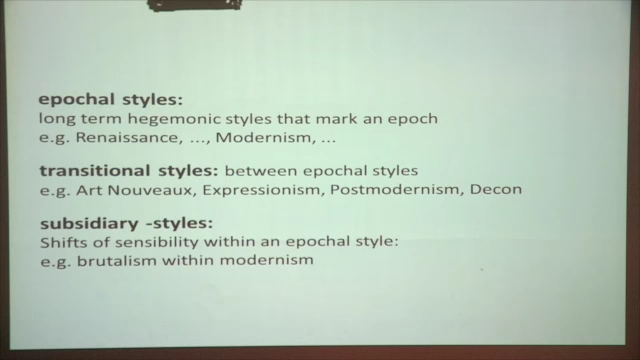 epochal styles:
long term hegemonic styles that mark an epoch
e.g. Renaissance, ..., Modernism, ...
transitional styles: between epochal styles
e.g. Art Nouveaux, Expressionism, Postmodernism, Decon
subsidiary -styles:
Shifts of sensibility within an epochal style:
e.g. brutalism within modernism